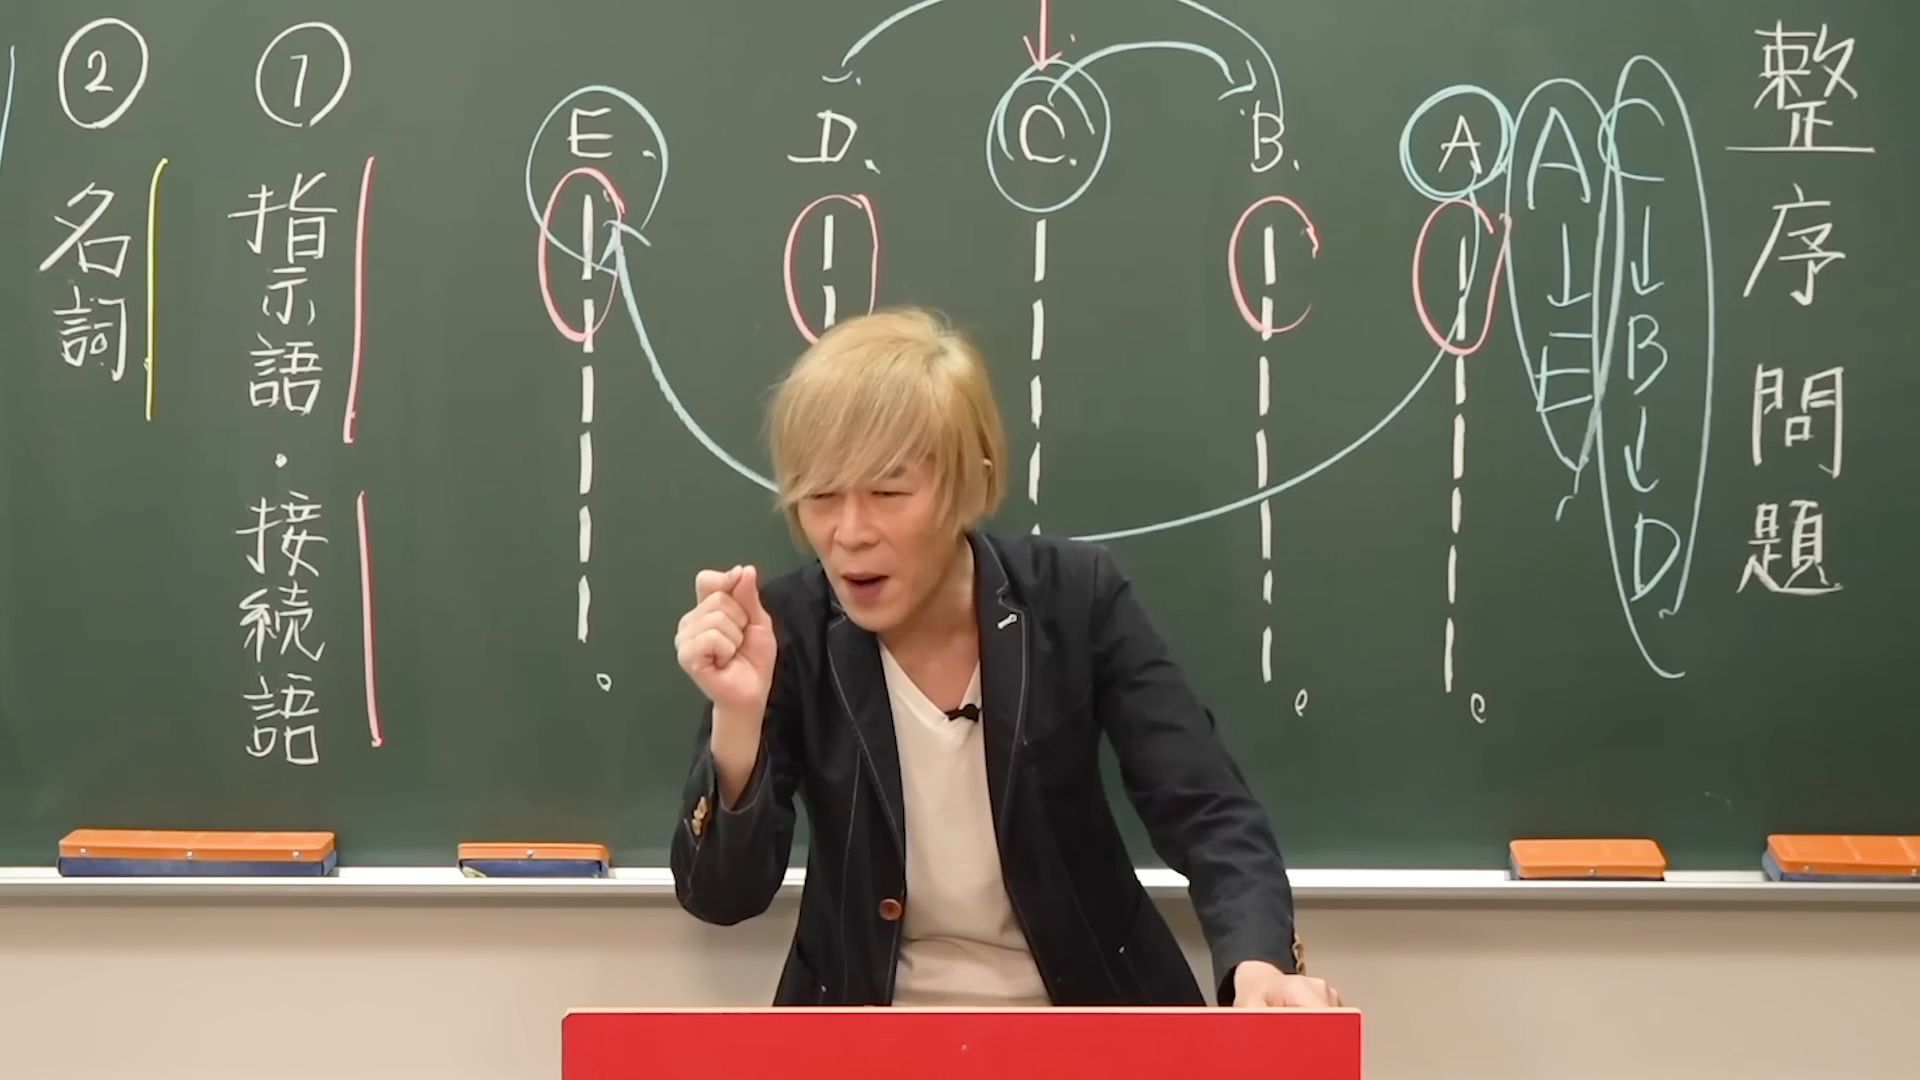 整序問題
C→B→D
A→E
A.
B.
C.
D.
E.
① 指示語・接続語
② 名詞